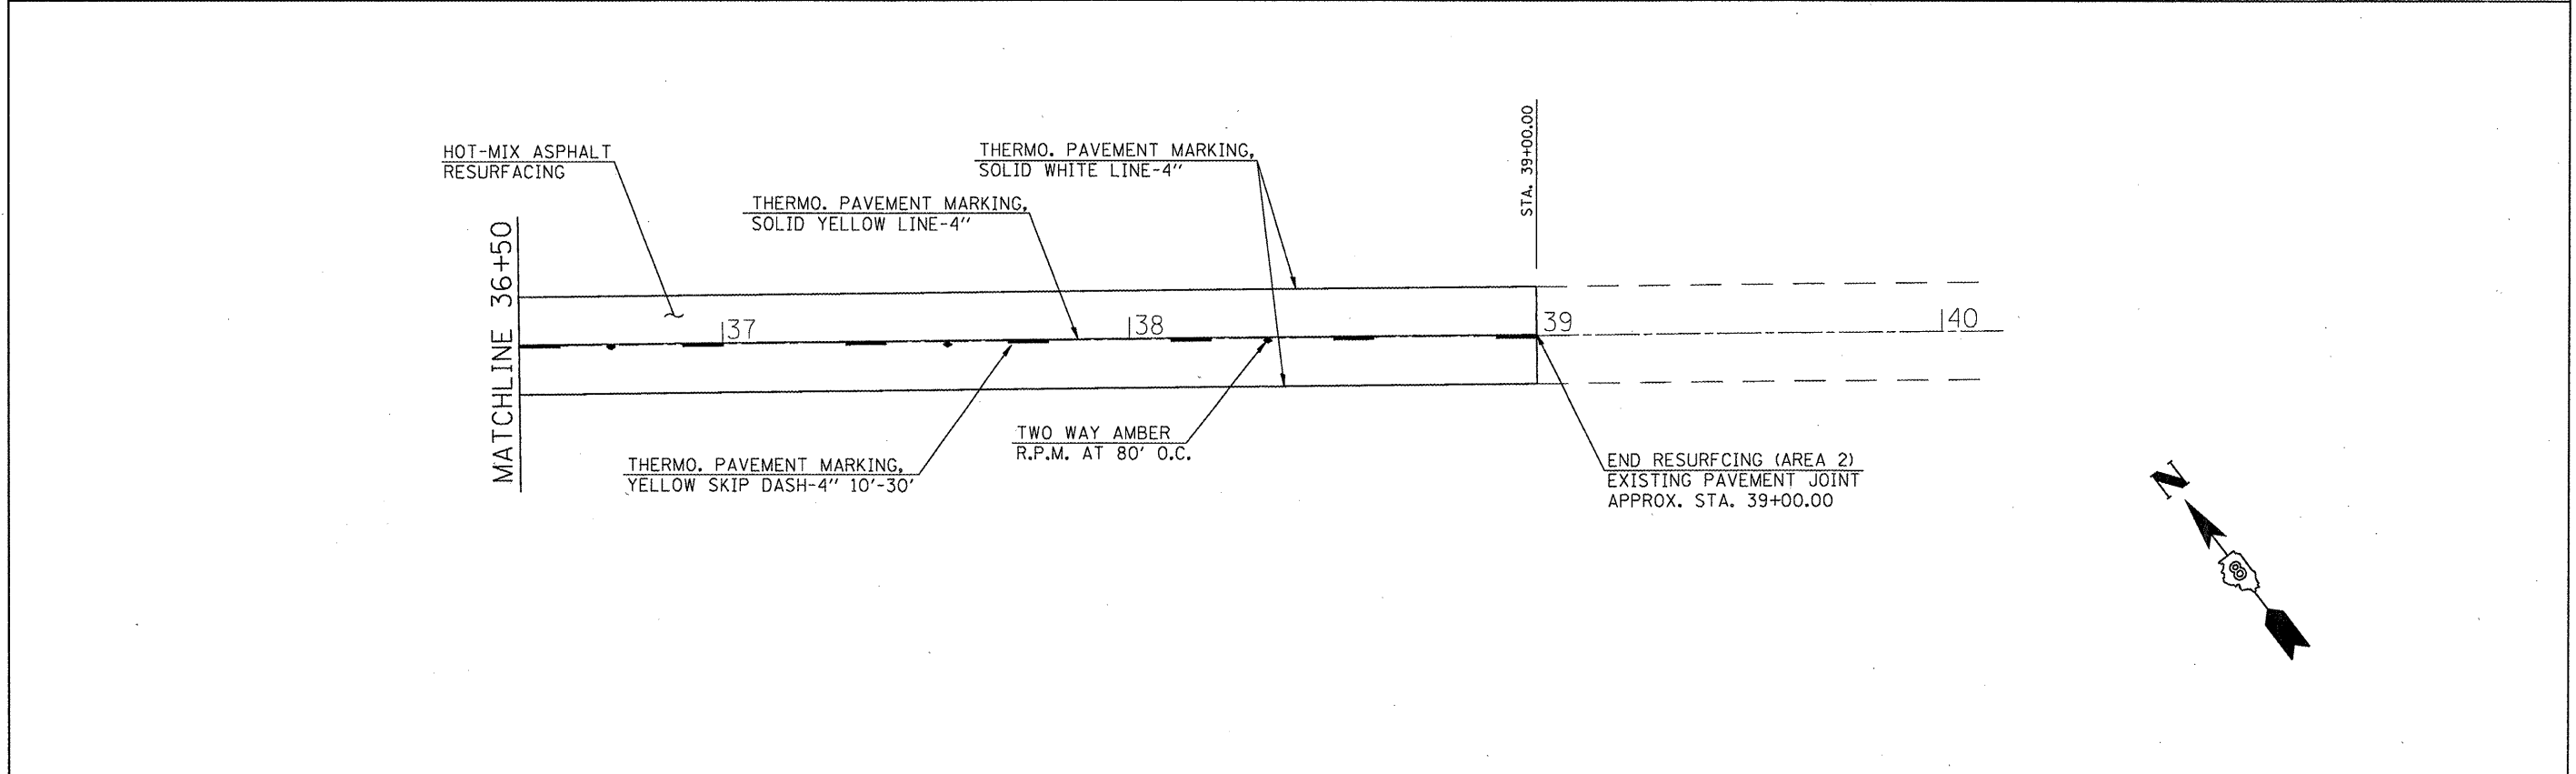 HOT-MIX ASPHALT
RESURFACING
THERMO. PAVEMENT MARKING,
SOLID WHITE LINE-4"
THERMO. PAVEMENT MARKING,
SOLID YELLOW LINE-4"
STA. 39+00.00
MATCHLINE 36+50
37
38
39
40
TWO WAY AMBER
R.P.M. AT 80' O.C.
THERMO. PAVEMENT MARKING,
YELLOW SKIP DASH-4" 10'-30'
END RESURFCING (AREA 2)
EXISTING PAVEMENT JOINT
APPROX. STA. 39+00.00
N
8